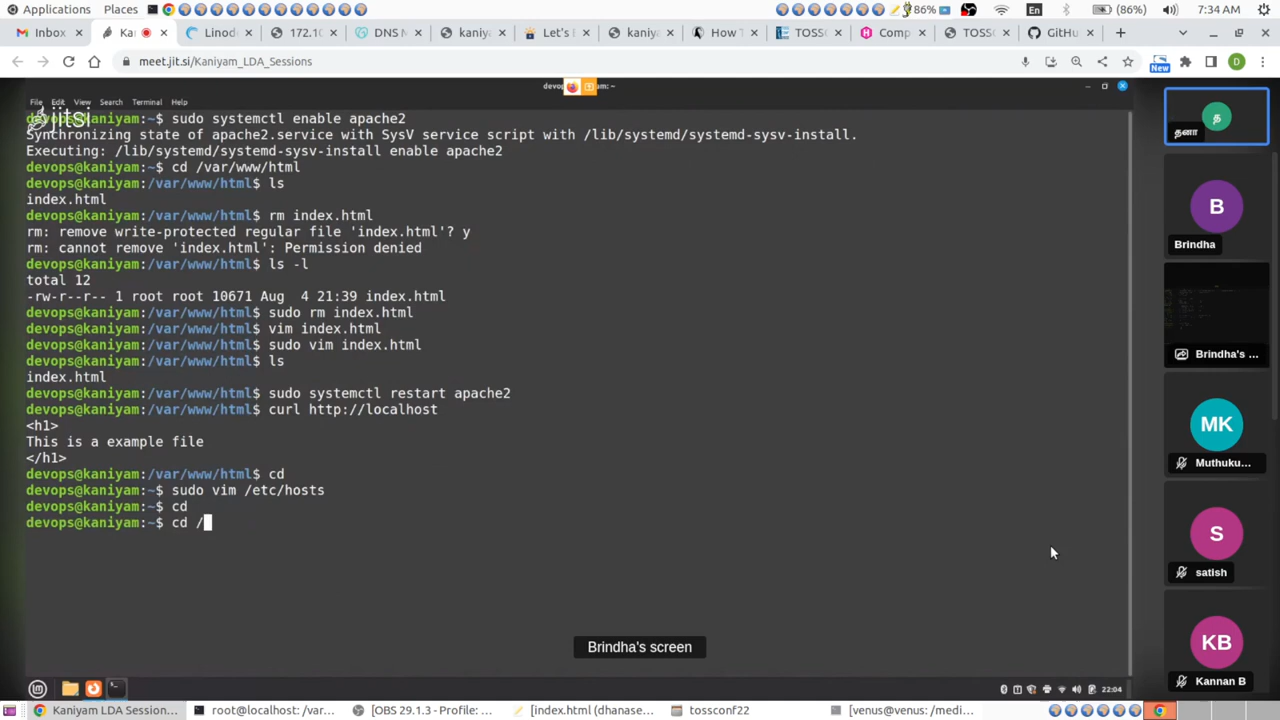 Applications Places 86% En (86%) 7:34 AM
Inbox Kar Linod 172.10 DNS M kaniy Let's E kaniya How T TOSS Comp TOSS GitHu
meet.jit.si/Kaniyam_LDA_Sessions New D
File Edit View Search Terminal Help
jitsi
devops@kaniyam:~$ sudo systemctl enable apache2
Synchronizing state of apache2.service with SysV service script with /lib/systemd/systemd-sysv-install.
Executing: /lib/systemd/systemd-sysv-install enable apache2
devops@kaniyam:~$ cd /var/www/html
devops@kaniyam:/var/www/html$ ls
index.html
devops@kaniyam:/var/www/html$ rm index.html
rm: remove write-protected regular file 'index.html'? y
rm: cannot remove 'index.html': Permission denied
devops@kaniyam:/var/www/html$ ls -l
total 12
-rw-r--r-- 1 root root 10671 Aug  4 21:39 index.html
devops@kaniyam:/var/www/html$ sudo rm index.html
devops@kaniyam:/var/www/html$ vim index.html
devops@kaniyam:/var/www/html$ sudo vim index.html
devops@kaniyam:/var/www/html$ ls
index.html
devops@kaniyam:/var/www/html$ sudo systemctl restart apache2
devops@kaniyam:/var/www/html$ curl http://localhost
<h1>
This is a example file
</h1>
devops@kaniyam:/var/www/html$ cd
devops@kaniyam:~$ sudo vim /etc/hosts
devops@kaniyam:~$ cd
devops@kaniyam:~$ cd /
Brindha's screen
22:04
த
தனா
B
Brindha
Brindha's ...
MK
Muthuku...
S
satish
KB
Kannan B
Kaniyam LDA Session... root@localhost: /var... [OBS 29.1.3 - Profile: ... [index.html (dhanase... tossconf22 [venus@venus: /medi...